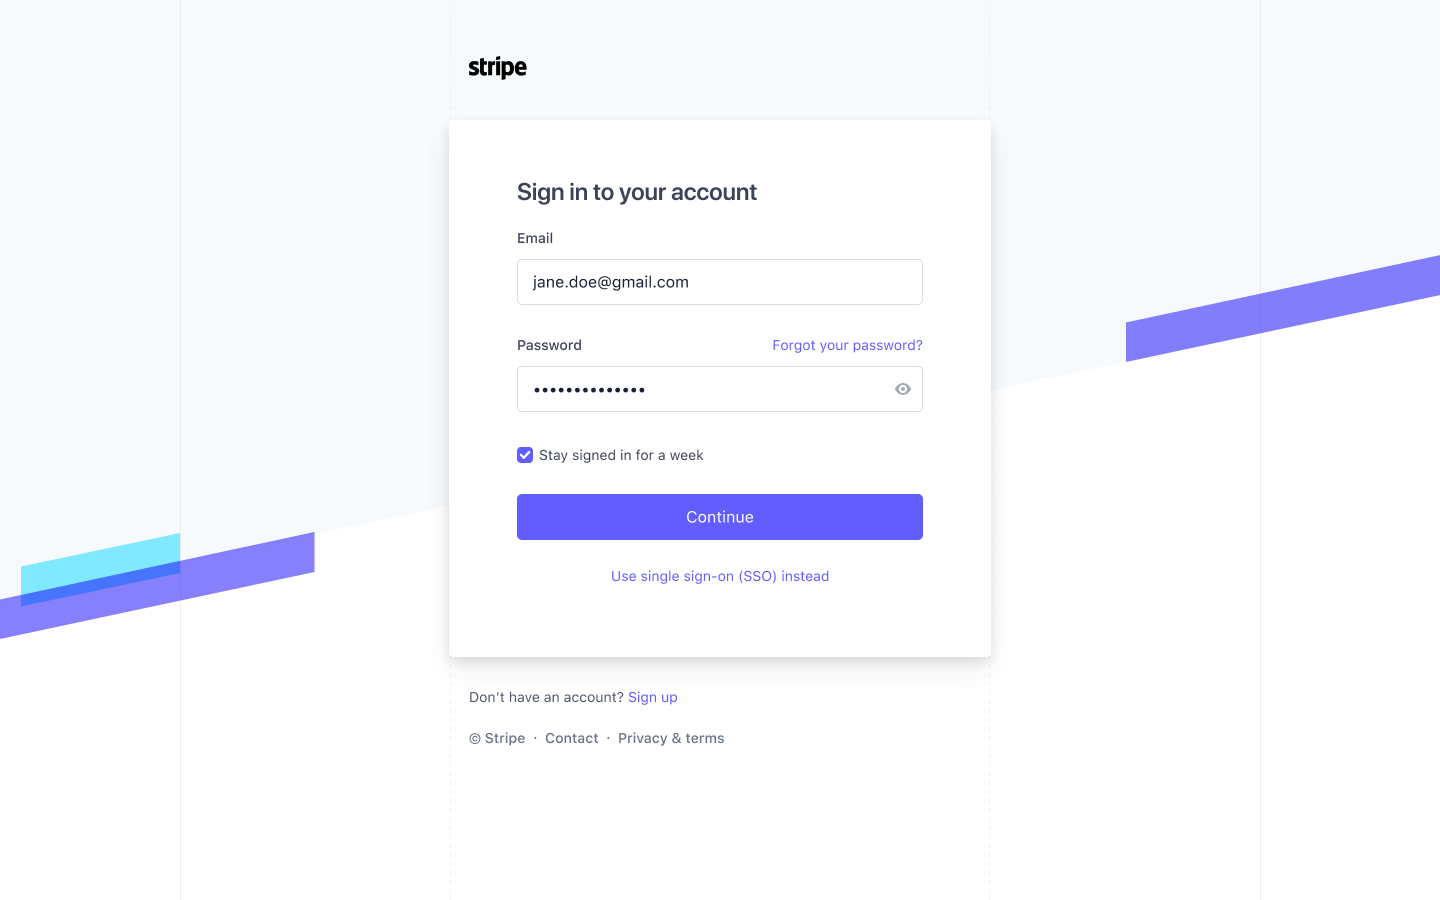 stripe
Sign in to your account
Email
jane.doe@gmail.com
Password Forgot your password?
••••••••••••••
Stay signed in for a week
Continue
Use single sign-on (SSO) instead
Don’t have an account? Sign up
© Stripe · Contact · Privacy & terms